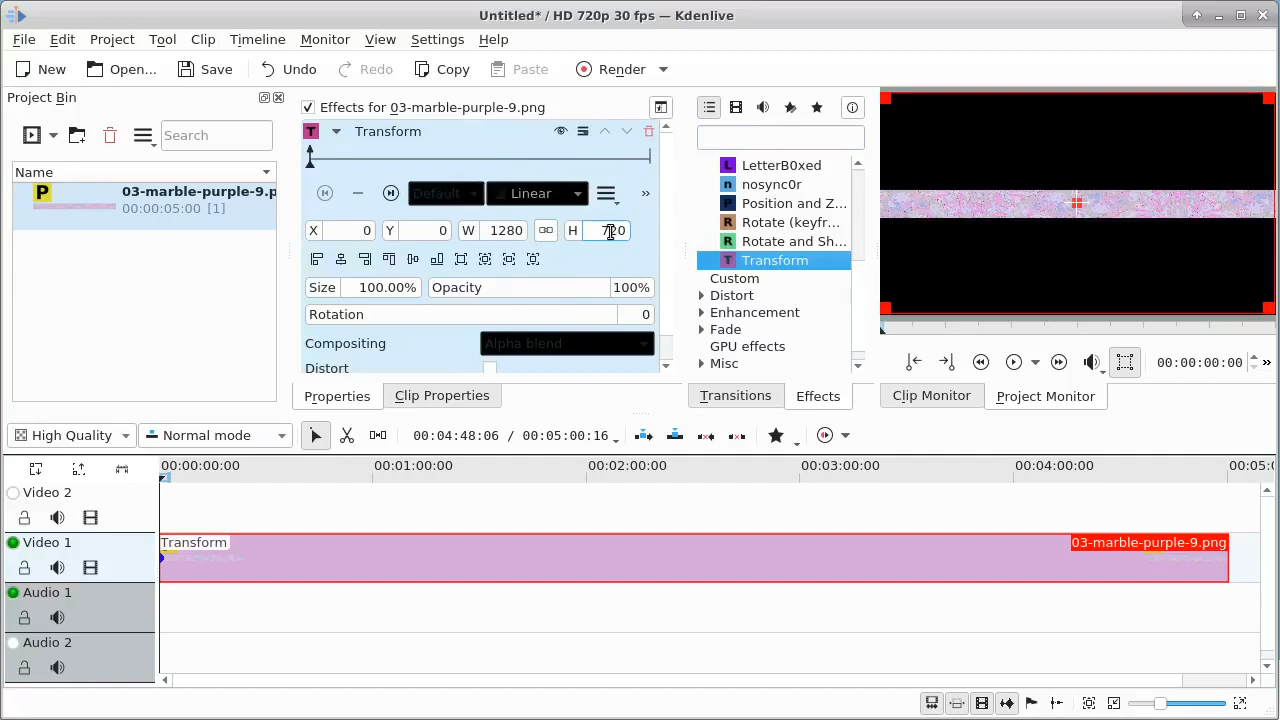 Untitled* / HD 720p 30 fps — Kdenlive
File Edit Project Tool Clip Timeline Monitor View Settings Help
New Open... Save Undo Redo Copy Paste Render
Project Bin
Search
Name
P
03-marble-purple-9.p
00:00:05:00 [1]
Effects for 03-marble-purple-9.png
T Transform
Default Linear »
X 0 Y 0 W 1280 H 720
Size 100.00% Opacity 100%
Rotation 0
Compositing Alpha blend
Distort
Properties Clip Properties
L LetterB0xed
n nosync0r
P Position and Z...
R Rotate (keyfr...
R Rotate and Sh...
T Transform
Custom
Distort
Enhancement
Fade
GPU effects
Misc
Transitions Effects
00:00:00:00 »
Clip Monitor Project Monitor
High Quality Normal mode 00:04:48:06 / 00:05:00:16
00:00:00:00 00:01:00:00 00:02:00:00 00:03:00:00 00:04:00:00 00:05:0
Video 2
Video 1
Transform 03-marble-purple-9.png
Audio 1
Audio 2